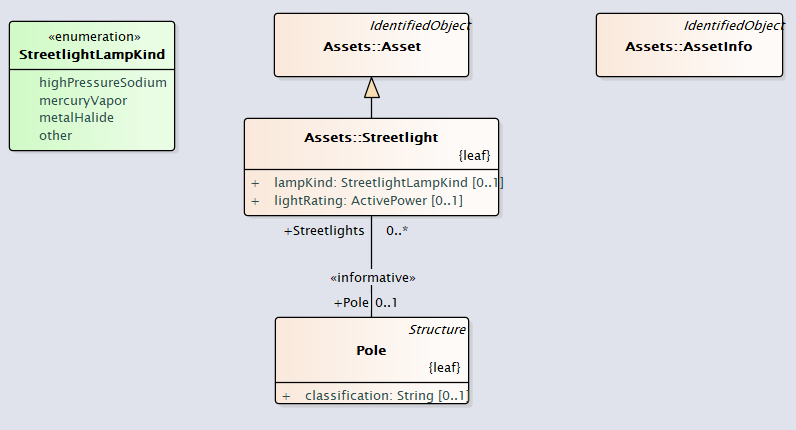 «enumeration»
StreetlightLampKind
highPressureSodium
mercuryVapor
metalHalide
other
IdentifiedObject
Assets::Asset
IdentifiedObject
Assets::AssetInfo
Assets::Streetlight
{leaf}
+ lampKind: StreetlightLampKind [0..1]
+ lightRating: ActivePower [0..1]
+Streetlights 0..*
«informative»
+Pole 0..1
Structure
Pole
{leaf}
+ classification: String [0..1]